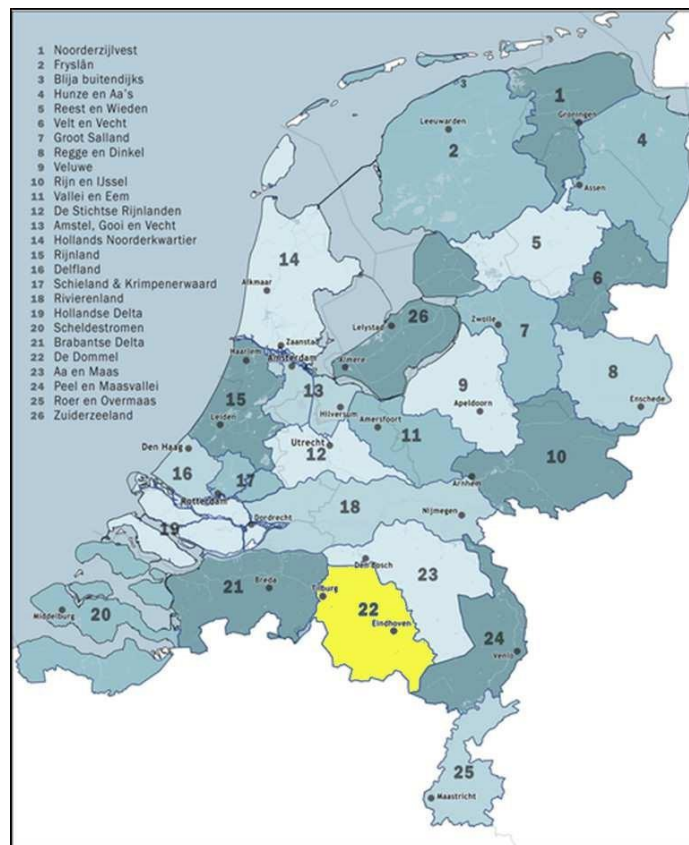 1 Noorderzijlvest
2 Fryslân
3 Blija buitendijks
4 Hunze en Aa's
5 Reest en Wieden
6 Velt en Vecht
7 Groot Salland
8 Regge en Dinkel
9 Veluwe
10 Rijn en IJssel
11 Vallei en Eem
12 De Stichtse Rijnlanden
13 Amstel, Gooi en Vecht
14 Hollands Noorderkwartier
15 Rijnland
16 Delfland
17 Schieland & Krimpenerwaard
18 Rivierenland
19 Hollandse Delta
20 Scheldestromen
21 Brabantse Delta
22 De Dommel
23 Aa en Maas
24 Peel en Maasvallei
25 Roer en Overmaas
26 Zuiderzeeland
3
1
Groningen
Leeuwarden
2
4
Assen
5
14
6
Alkmaar
26
Lelystad
Zwolle
7
Zaanstad
Haarlem
Amsterdam
Almere
8
9
13
15
Hilversum
Apeldoorn
Enschede
Leiden
Amersfoort
11
Den Haag
Utrecht
12
10
16
17
Arnhem
Rotterdam
18
Dordrecht
Nijmegen
19
Den Bosch
23
21
Breda
Tilburg
22
Middelburg
20
Eindhoven
24
Venlo
25
Maastricht